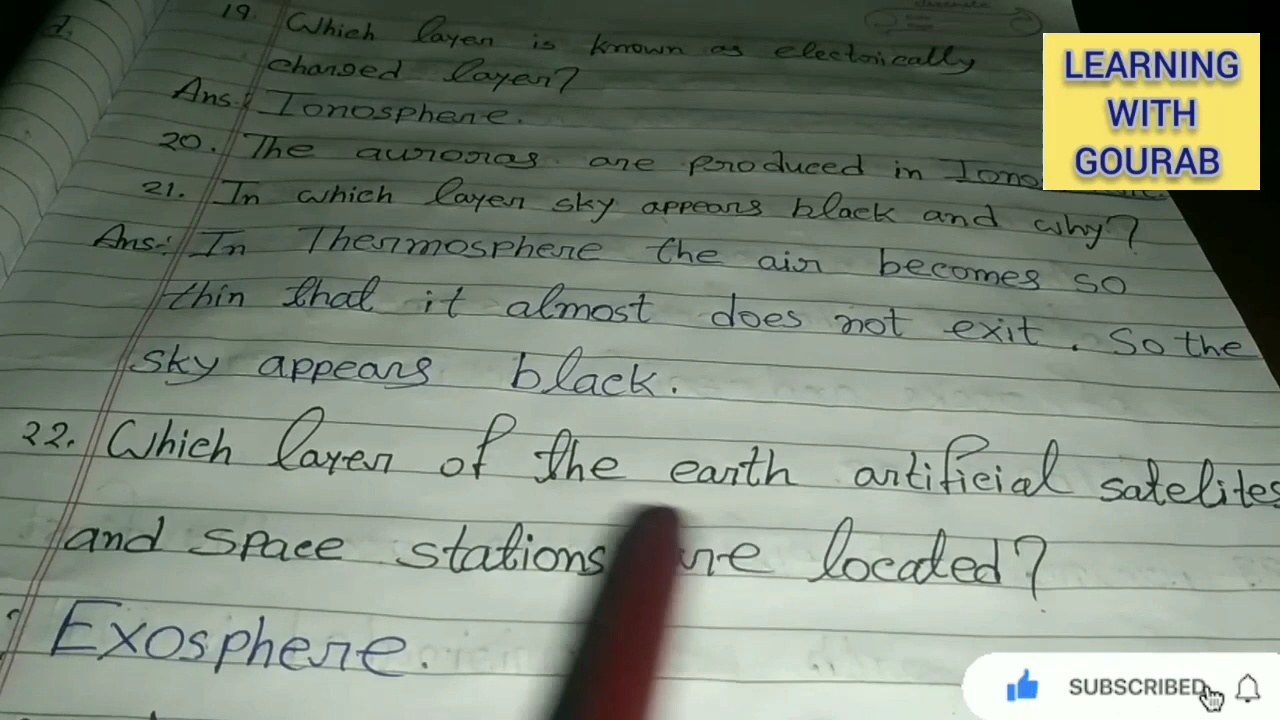 19. Which layer is known as electrically
charged layer?
Ans: Ionosphere.
20. The auroras are produced in
21. In which layer sky appears black and why?
Ans: In Thermosphere the air becomes so
thin that it almost does not exit. So the
sky appears black.
22. Which layer of the earth artificial satelites
and space stations are located?
Exosphere.
LEARNING
WITH
GOURAB
SUBSCRIBED